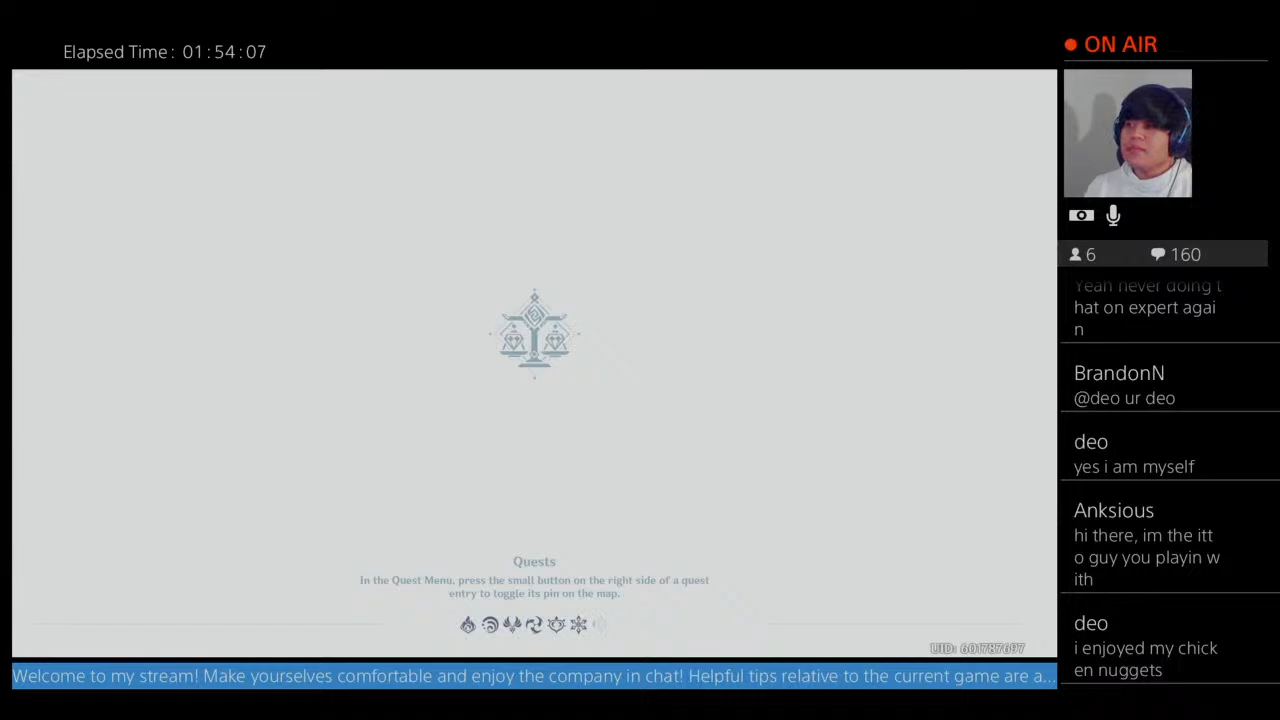 Elapsed Time: 01:54:07
ON AIR
6 160
Yeah never doing t
hat on expert agai
n
BrandonN
@deo ur deo
deo
yes i am myself
Anksious
hi there, im the itt
o guy you playin w
ith
deo
i enjoyed my chick
en nuggets
Quests
In the Quest Menu, press the small button on the right side of a quest
entry to toggle its pin on the map.
UID: 601787697
Welcome to my stream! Make yourselves comfortable and enjoy the company in chat! Helpful tips relative to the current game are a...